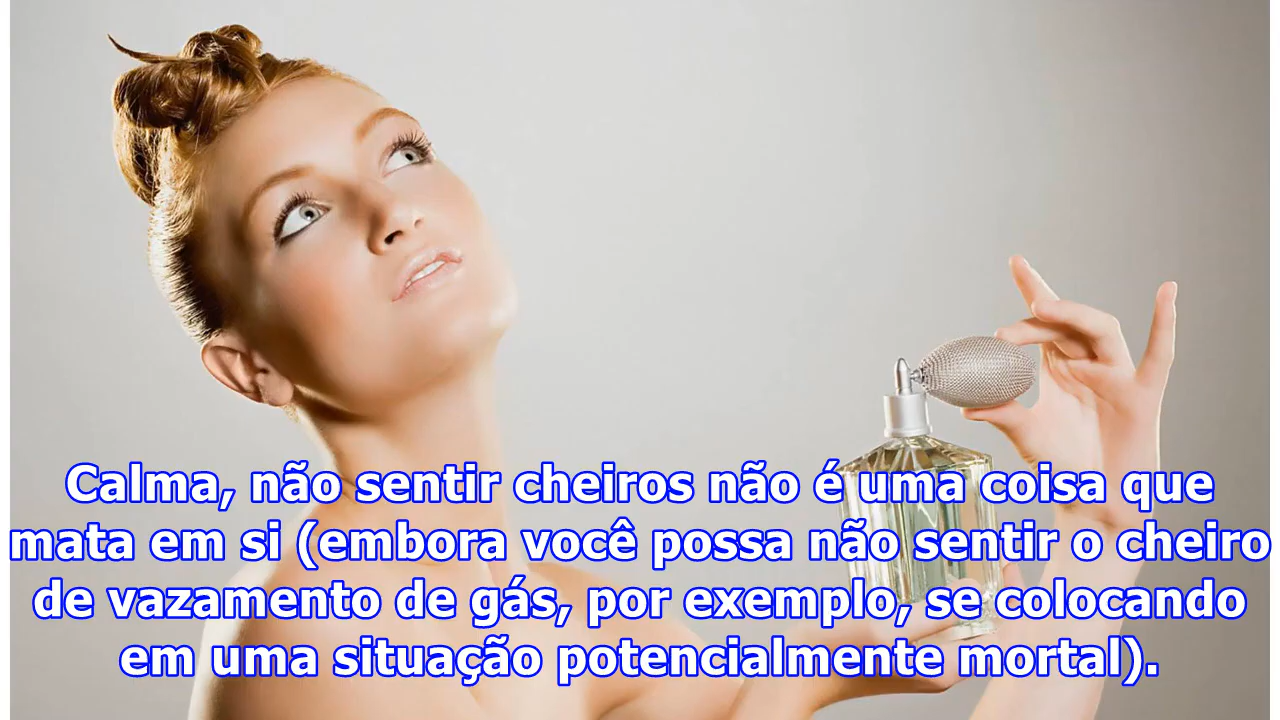 Calma, não sentir cheiros não é uma coisa que
mata em si (embora você possa não sentir o cheiro
de vazamento de gás, por exemplo, se colocando
em uma situação potencialmente mortal).